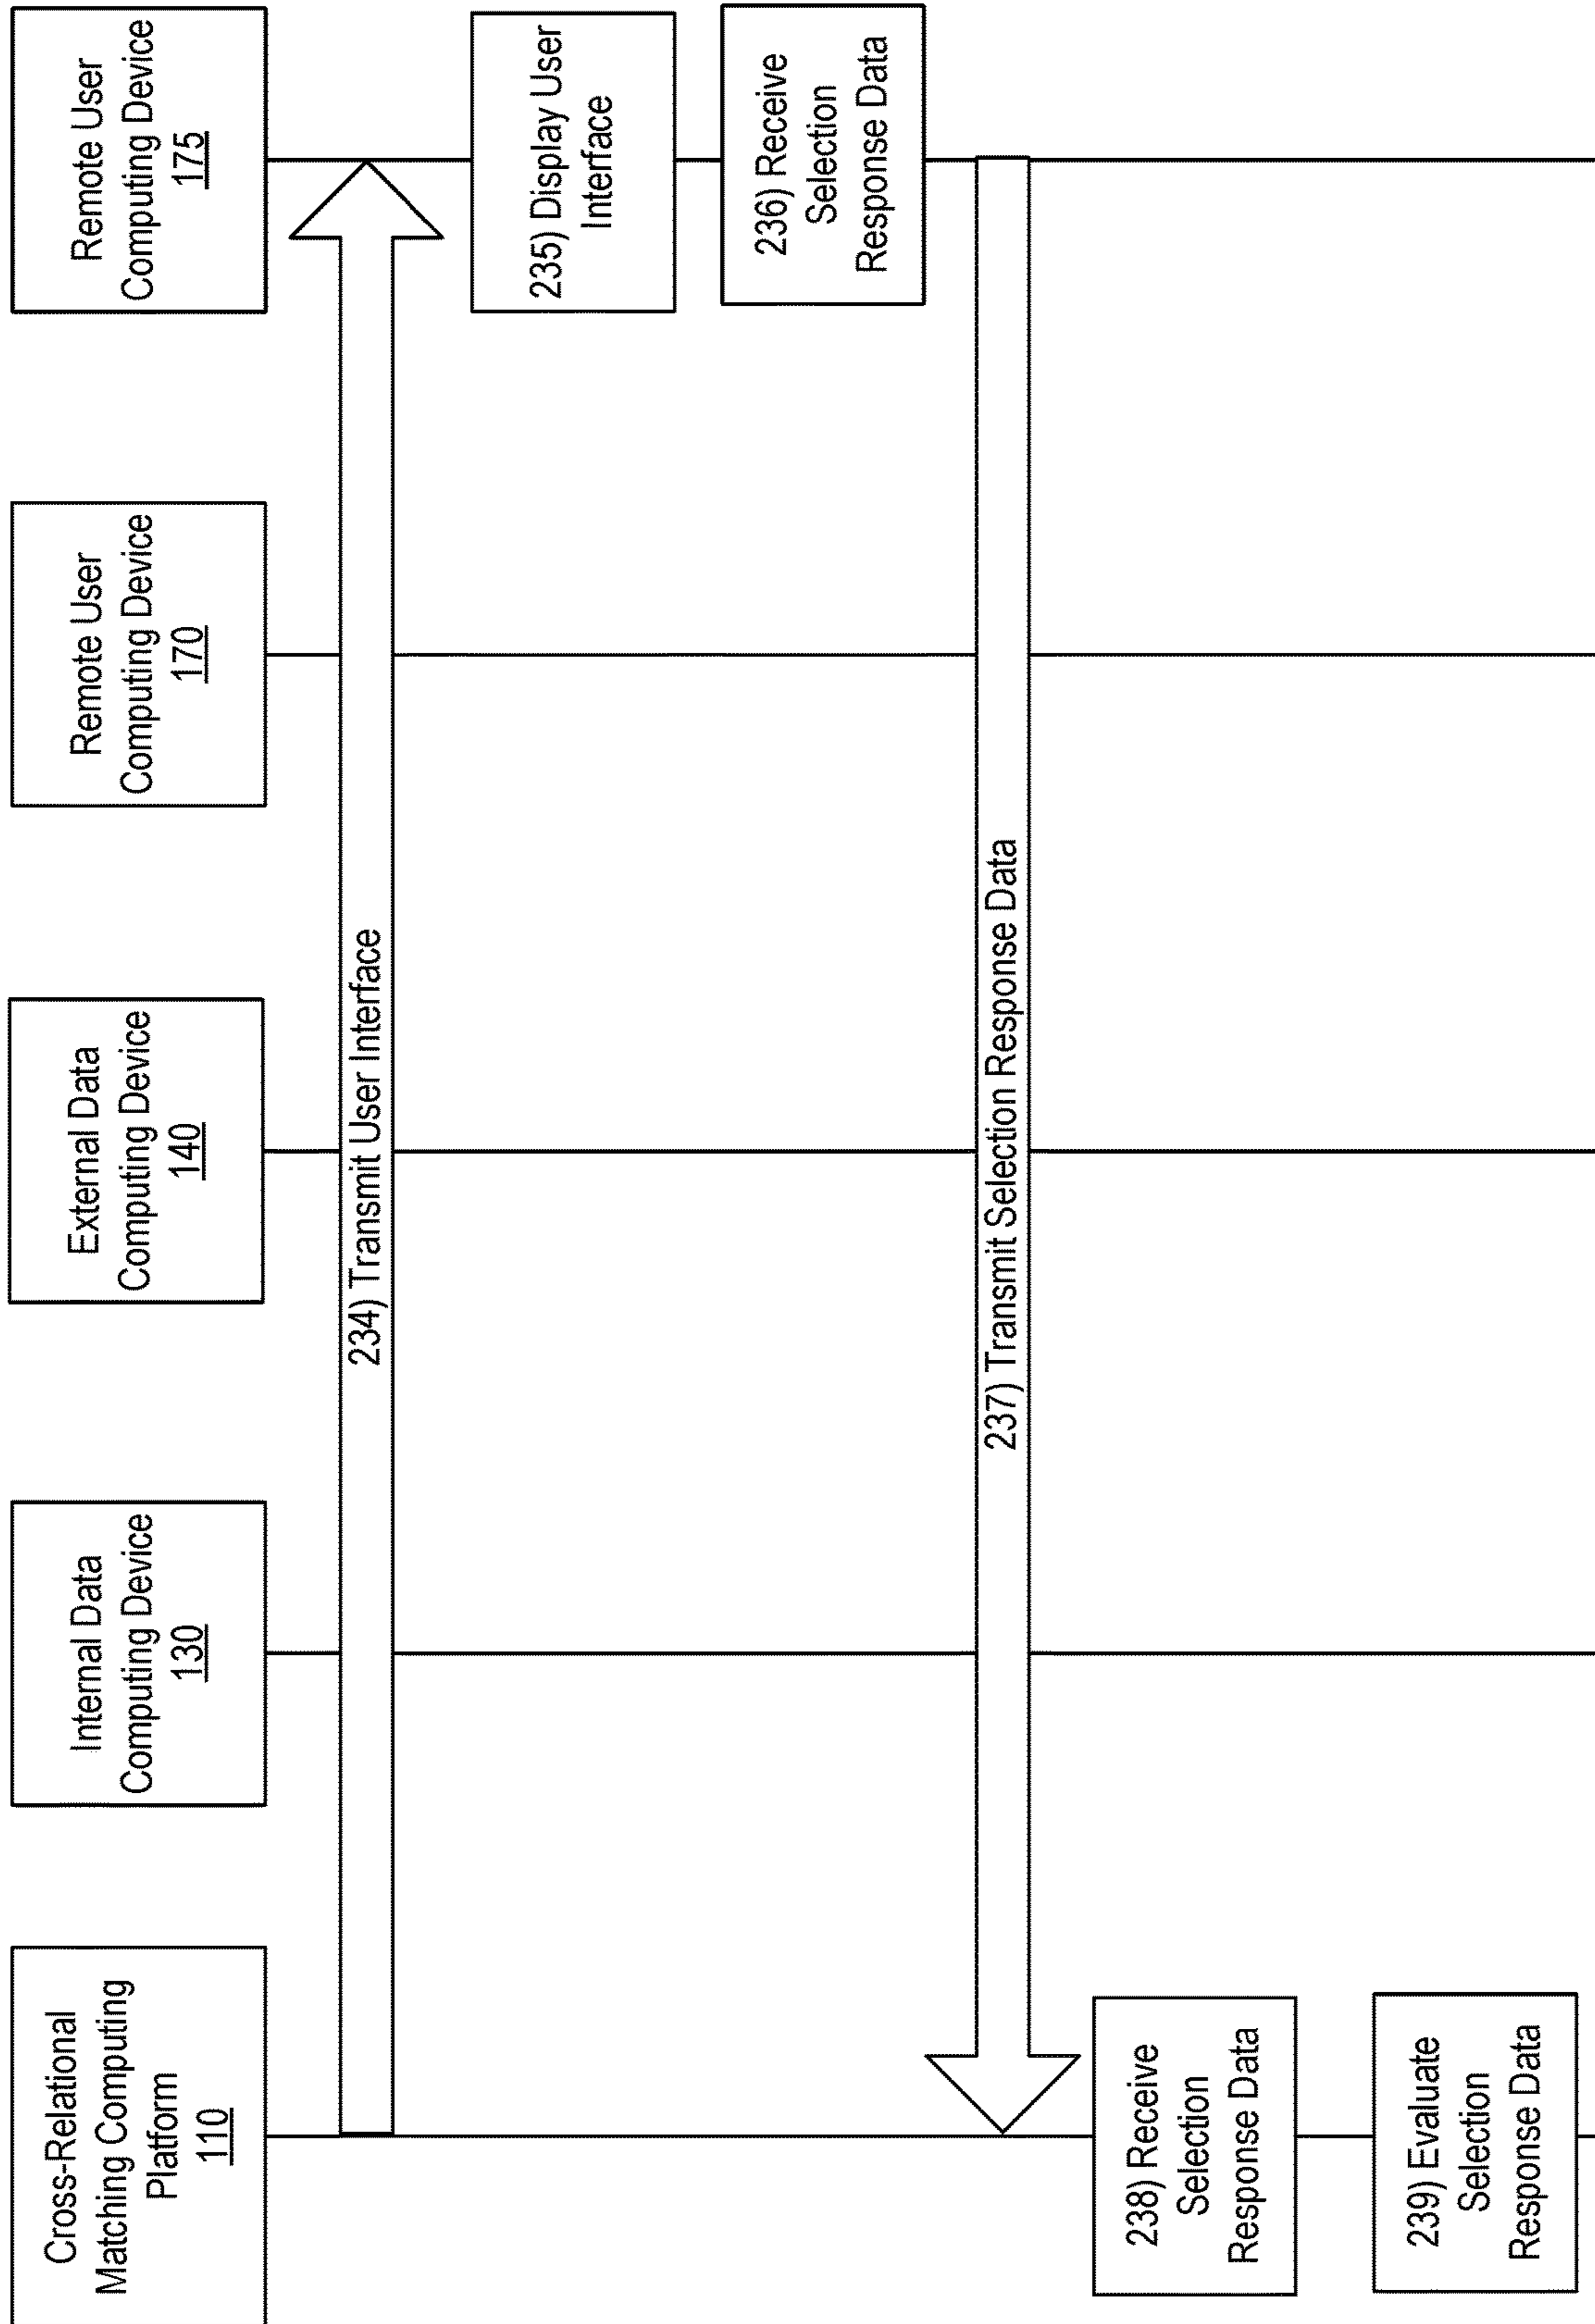 Cross-Relational
Matching Computing
Platform
110
Internal Data
Computing Device
130
External Data
Computing Device
140
Remote User
Computing Device
170
Remote User
Computing Device
175
234) Transmit User Interface
235) Display User
Interface
236) Receive
Selection
Response Data
237) Transmit Selection Response Data
238) Receive
Selection
Response Data
239) Evaluate
Selection
Response Data